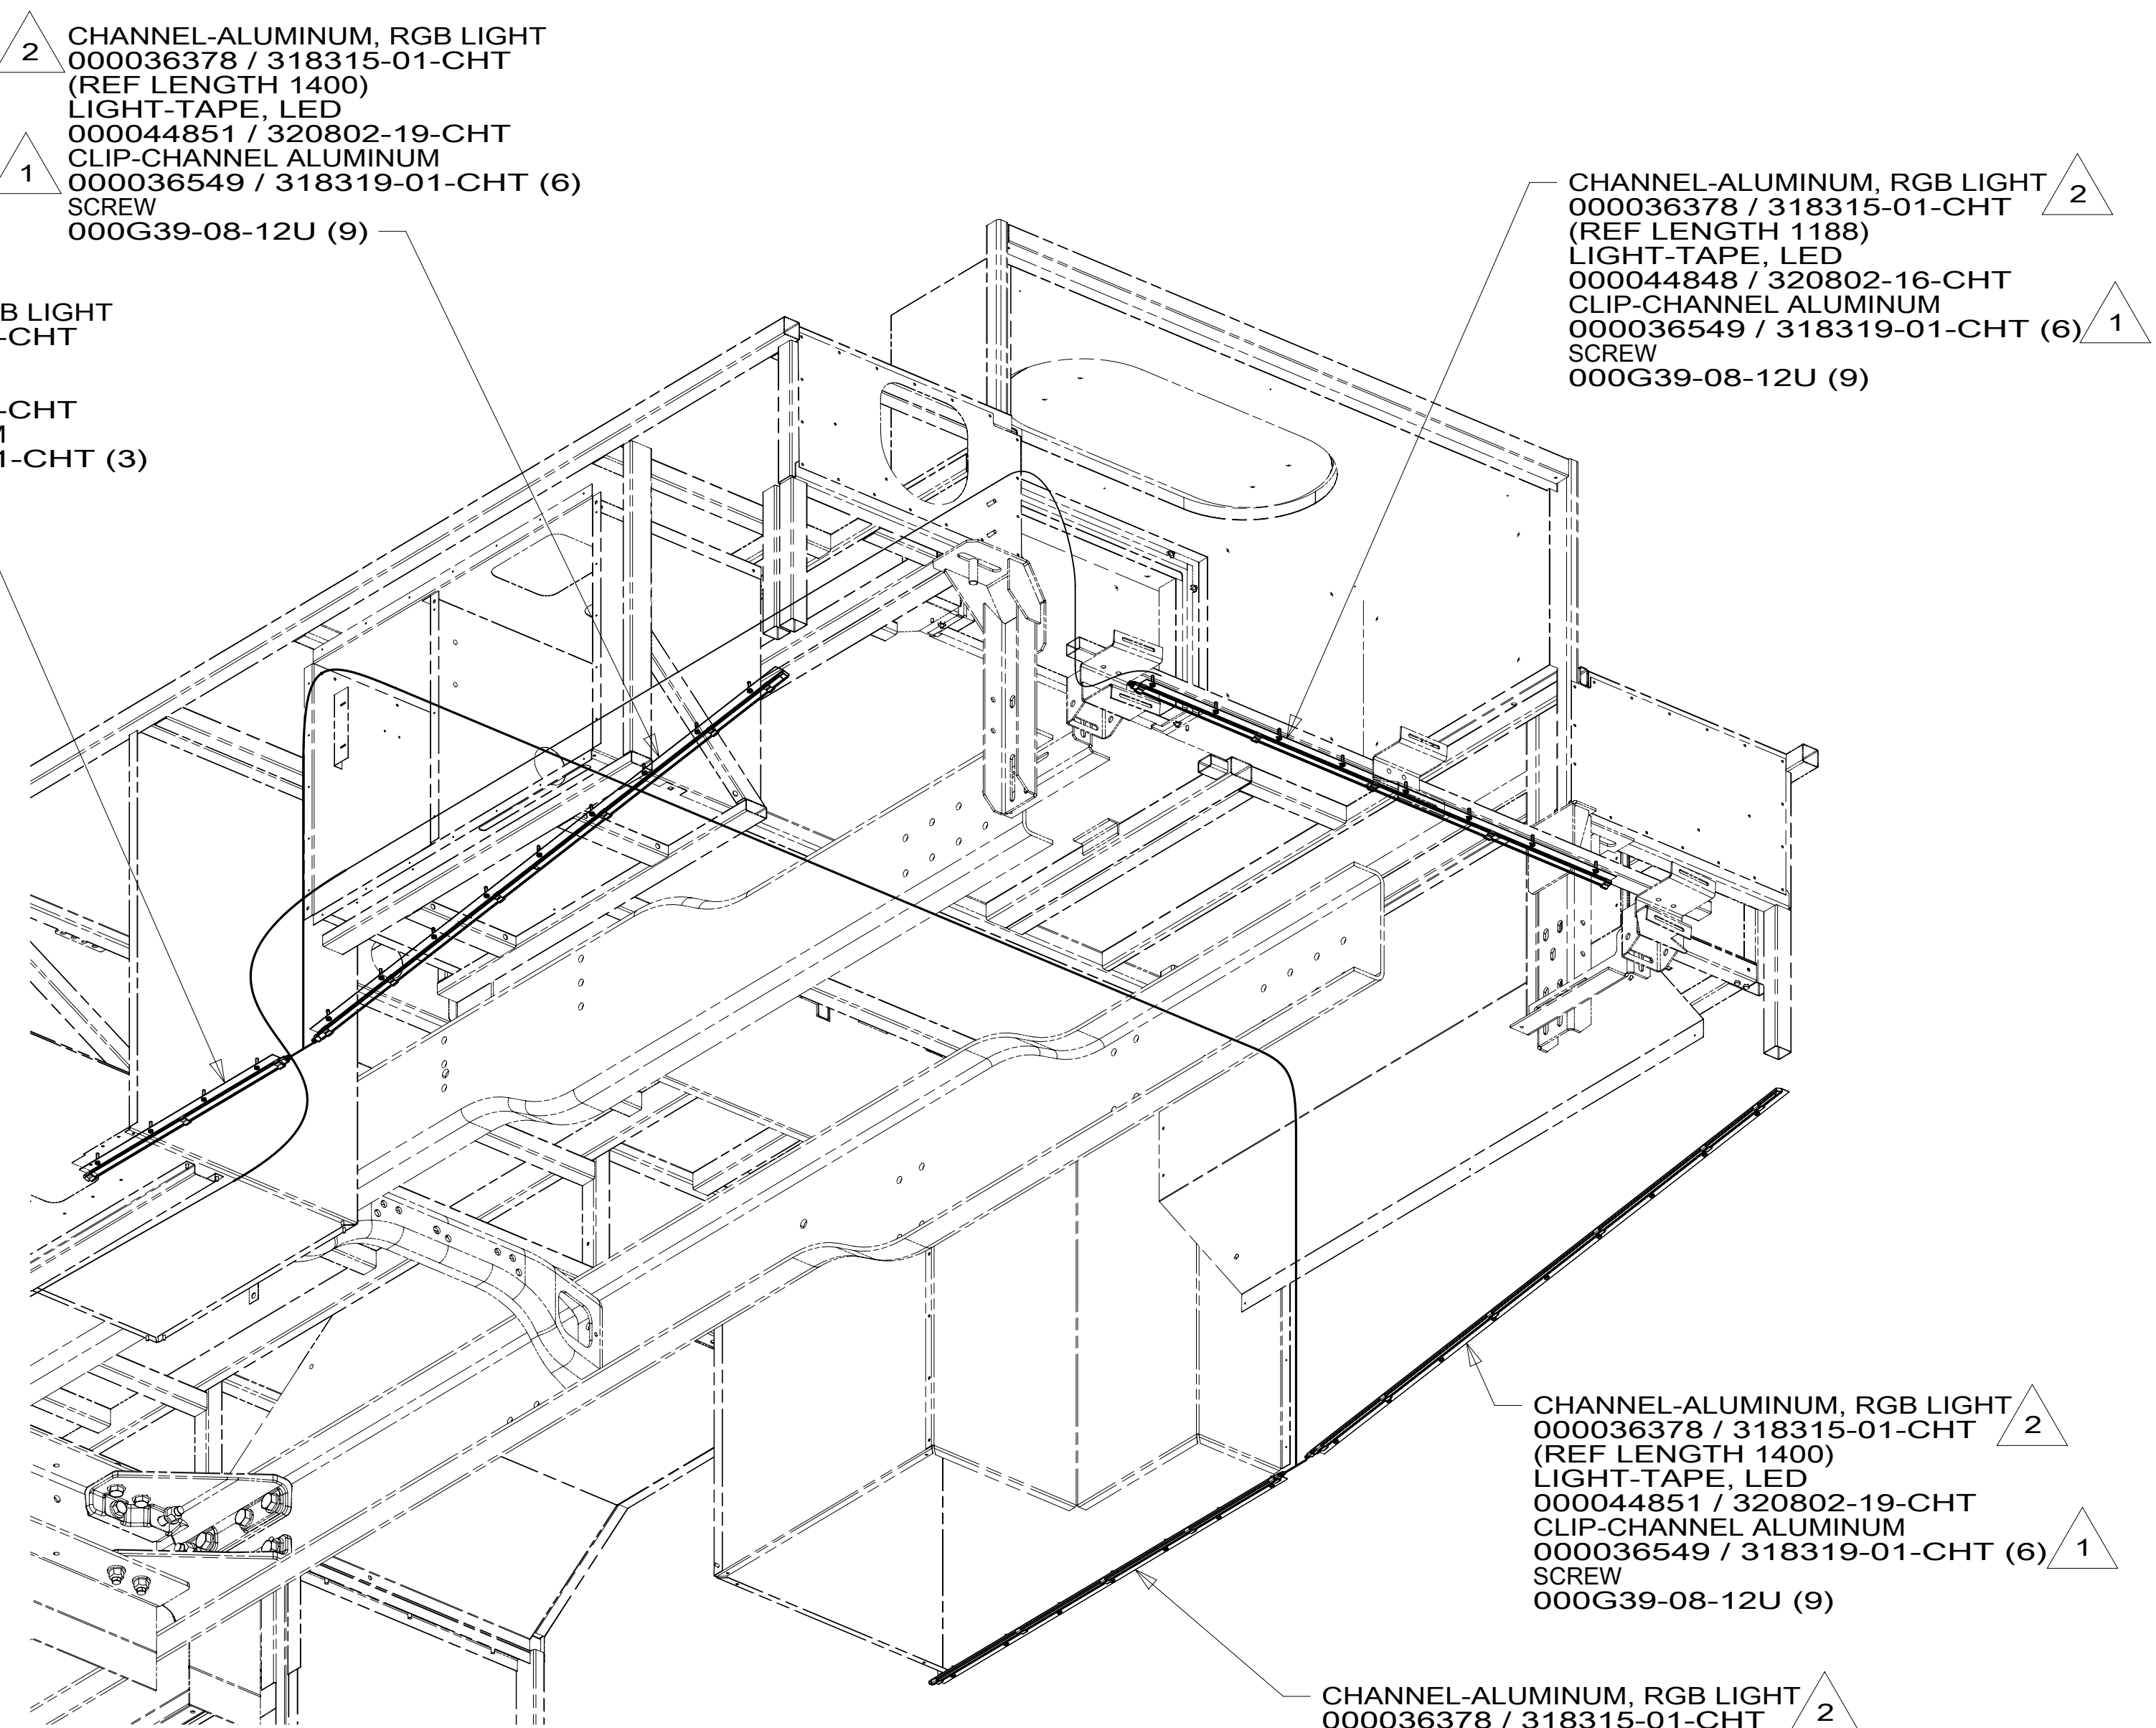 2
CHANNEL-ALUMINUM, RGB LIGHT
000036378 / 318315-01-CHT
(REF LENGTH 1400)
LIGHT-TAPE, LED
000044851 / 320802-19-CHT
1
CLIP-CHANNEL ALUMINUM
000036549 / 318319-01-CHT (6)
SCREW
000G39-08-12U (9)
B LIGHT
-CHT
-CHT
M
1-CHT (3)
CHANNEL-ALUMINUM, RGB LIGHT
2
000036378 / 318315-01-CHT
(REF LENGTH 1188)
LIGHT-TAPE, LED
000044848 / 320802-16-CHT
CLIP-CHANNEL ALUMINUM
000036549 / 318319-01-CHT (6)
1
SCREW
000G39-08-12U (9)
CHANNEL-ALUMINUM, RGB LIGHT
2
000036378 / 318315-01-CHT
(REF LENGTH 1400)
LIGHT-TAPE, LED
000044851 / 320802-19-CHT
CLIP-CHANNEL ALUMINUM
000036549 / 318319-01-CHT (6)
1
SCREW
000G39-08-12U (9)
CHANNEL-ALUMINUM, RGB LIGHT
2
000036378 / 318315-01-CHT